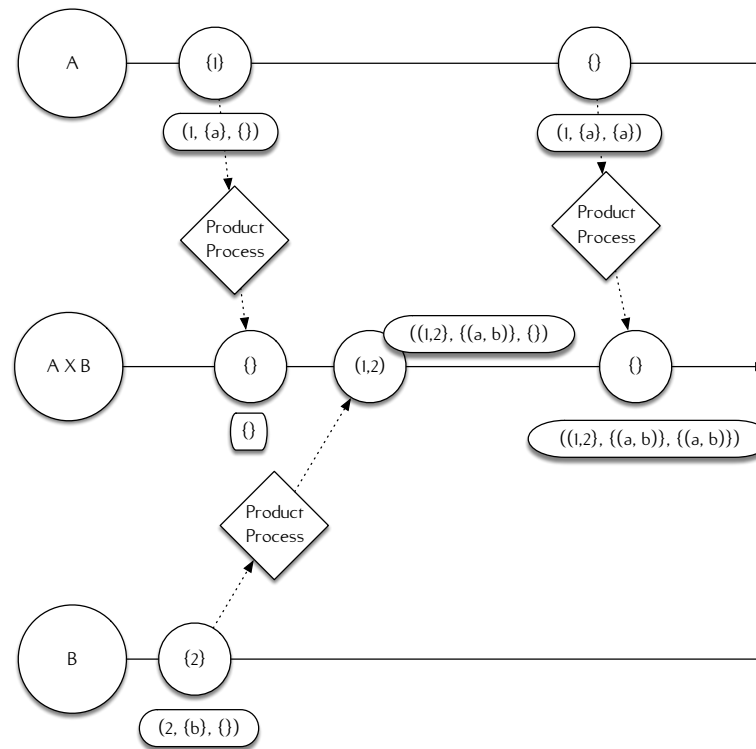 A
{1}
{}
(1, {a}, {})
(1, {a}, {a})
Product
Process
Product
Process
((1,2}, {(a, b)}, {})
A X B
{}
(1,2)
{}
{}
((1,2}, {(a, b)}, {(a, b)})
Product
Process
B
{2}
(2, {b}, {})